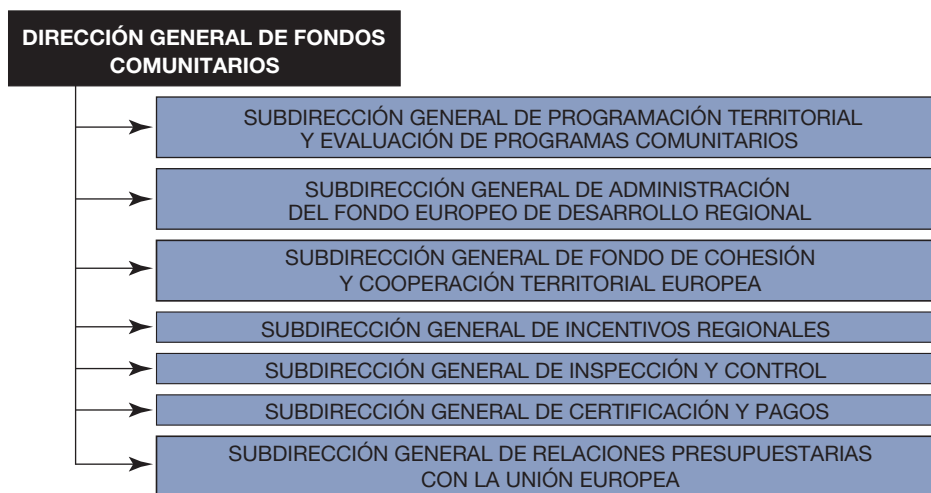 DIRECCIÓN GENERAL DE FONDOS
COMUNITARIOS
SUBDIRECCIÓN GENERAL DE PROGRAMACIÓN TERRITORIAL
Y EVALUACIÓN DE PROGRAMAS COMUNITARIOS
SUBDIRECCIÓN GENERAL DE ADMINISTRACIÓN
DEL FONDO EUROPEO DE DESARROLLO REGIONAL
SUBDIRECCIÓN GENERAL DE FONDO DE COHESIÓN
Y COOPERACIÓN TERRITORIAL EUROPEA
SUBDIRECCIÓN GENERAL DE INCENTIVOS REGIONALES
SUBDIRECCIÓN GENERAL DE INSPECCIÓN Y CONTROL
SUBDIRECCIÓN GENERAL DE CERTIFICACIÓN Y PAGOS
SUBDIRECCIÓN GENERAL DE RELACIONES PRESUPUESTARIAS
CON LA UNIÓN EUROPEA